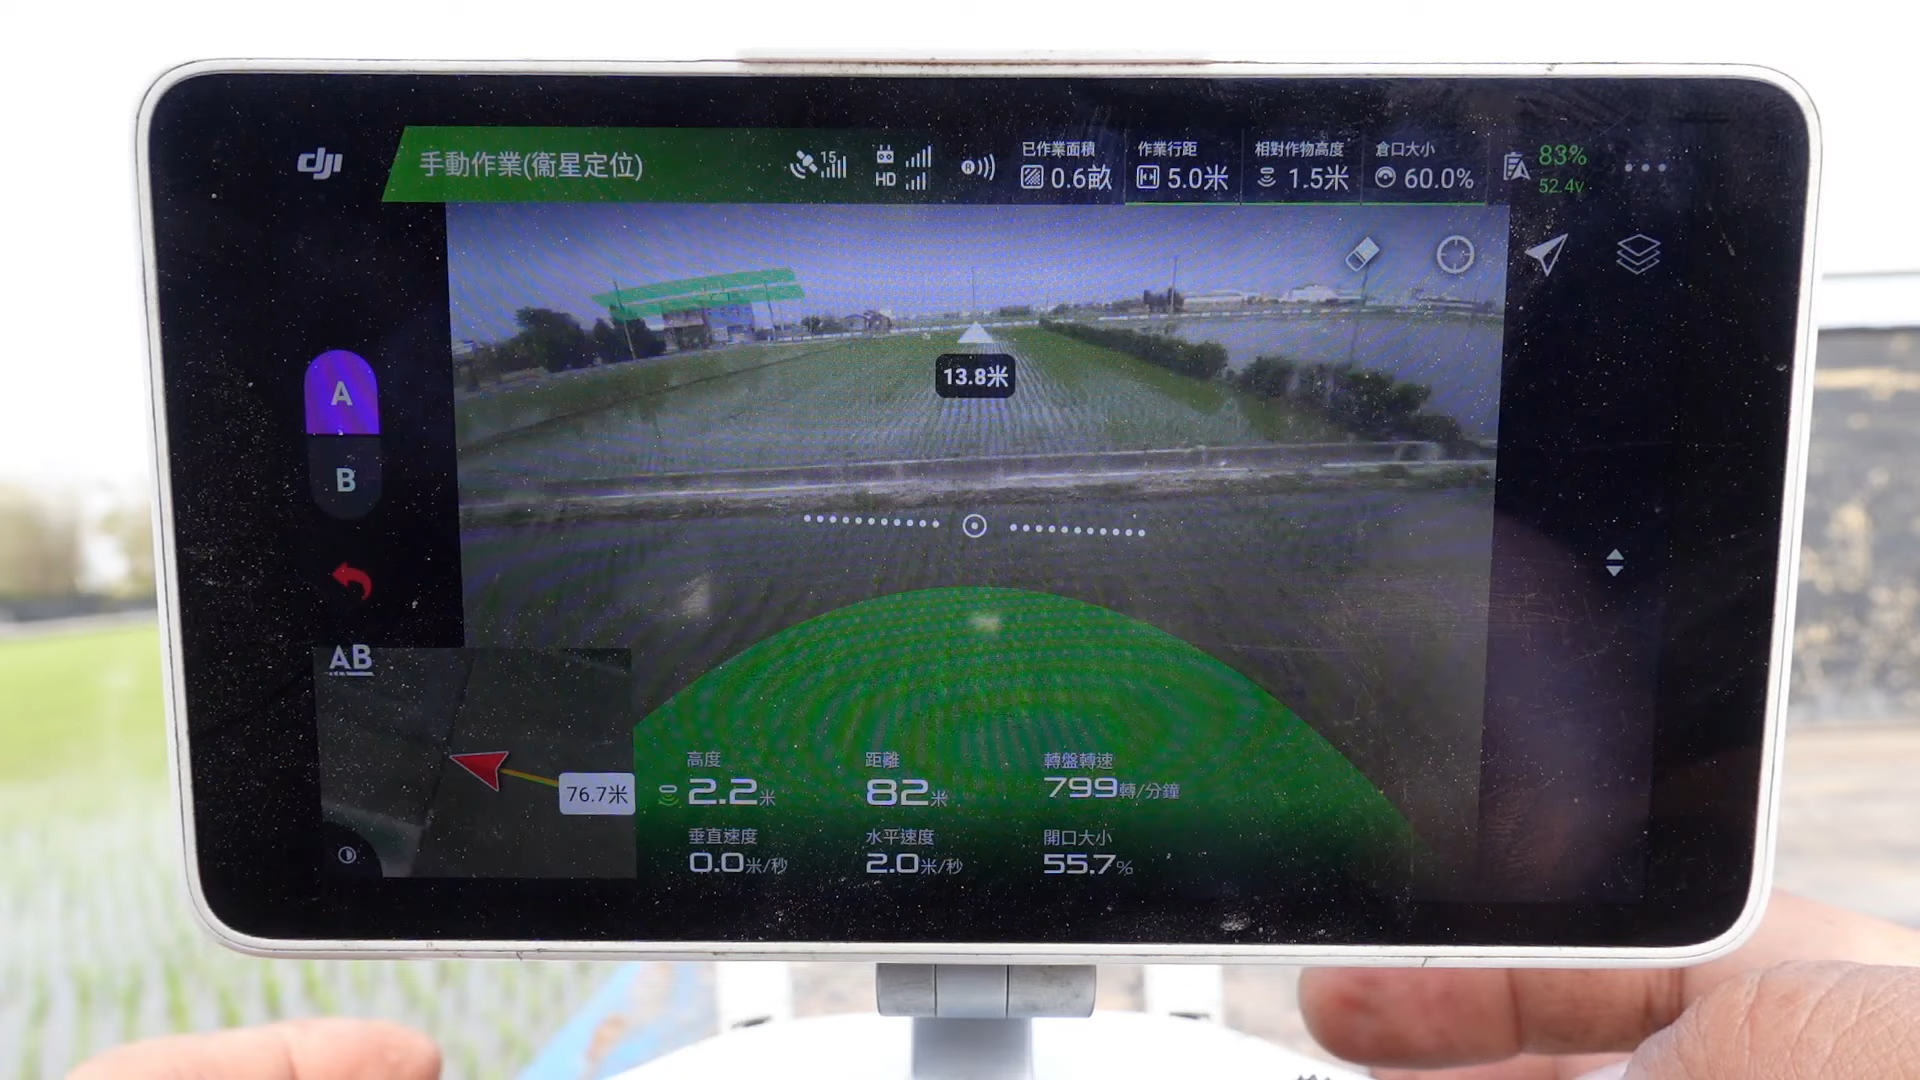 dji
手動作業(衞星定位)
15
HD
R
已作業面積
0.6畝
作業行距
5.0米
相對作物高度
1.5米
倉口大小
60.0%
83%
52.4v
13.8米
A
B
AB
76.7米
高度
2.2米
距離
82米
轉盤轉速
799轉/分鐘
垂直速度
0.0米/秒
水平速度
2.0米/秒
開口大小
55.7%